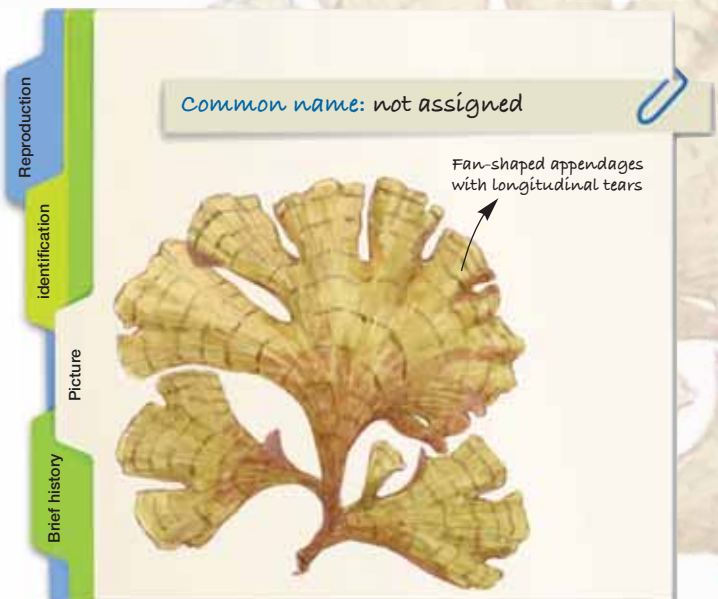 Reproduction
identification
Picture
Brief history
Common name: not assigned
Fan-shaped appendages
with longitudinal tears